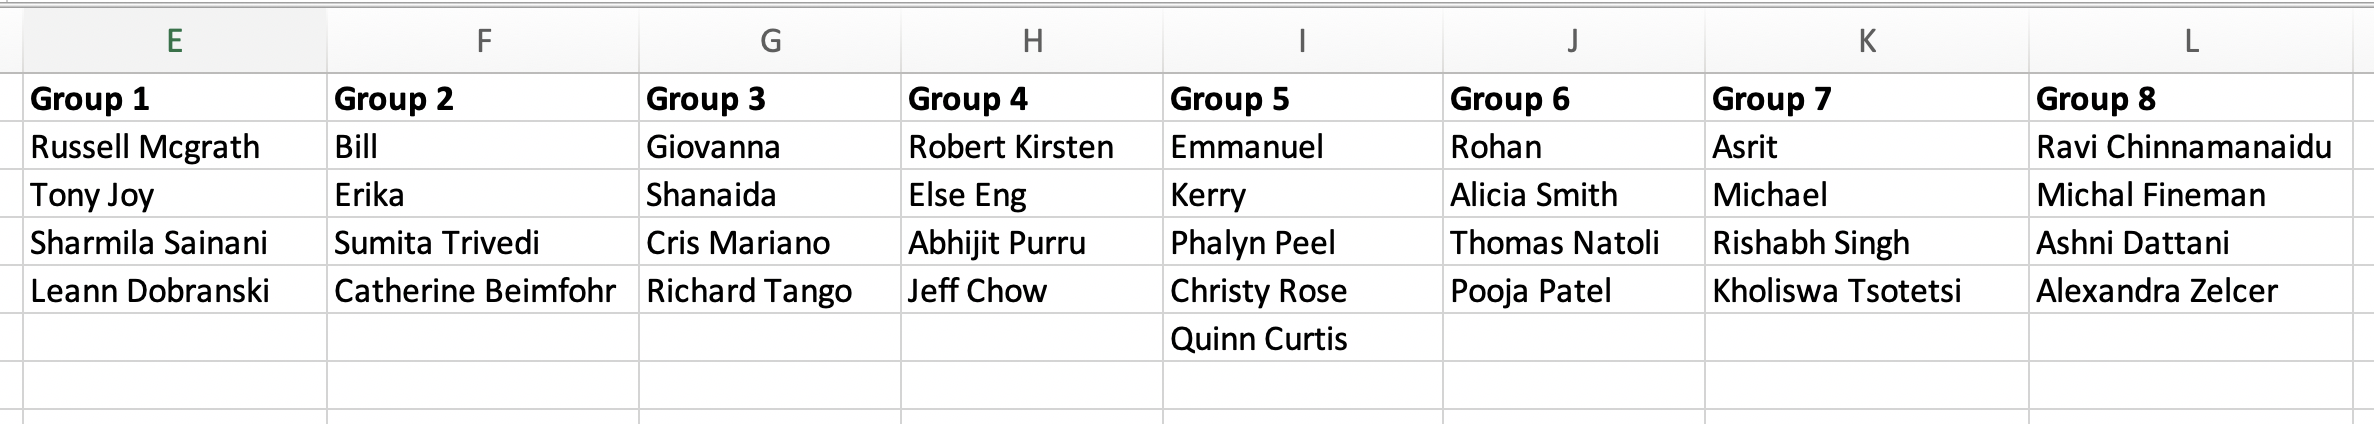 E F G H I J K L
Group 1 Group 2 Group 3 Group 4 Group 5 Group 6 Group 7 Group 8
Russell Mcgrath Bill Giovanna Robert Kirsten Emmanuel Rohan Asrit Ravi Chinnamanaidu
Tony Joy Erika Shanaida Else Eng Kerry Alicia Smith Michael Michal Fineman
Sharmila Sainani Sumita Trivedi Cris Mariano Abhijit Purru Phalyn Peel Thomas Natoli Rishabh Singh Ashni Dattani
Leann Dobranski Catherine Beimfohr Richard Tango Jeff Chow Christy Rose Pooja Patel Kholiswa Tsotetsi Alexandra Zelcer
Quinn Curtis